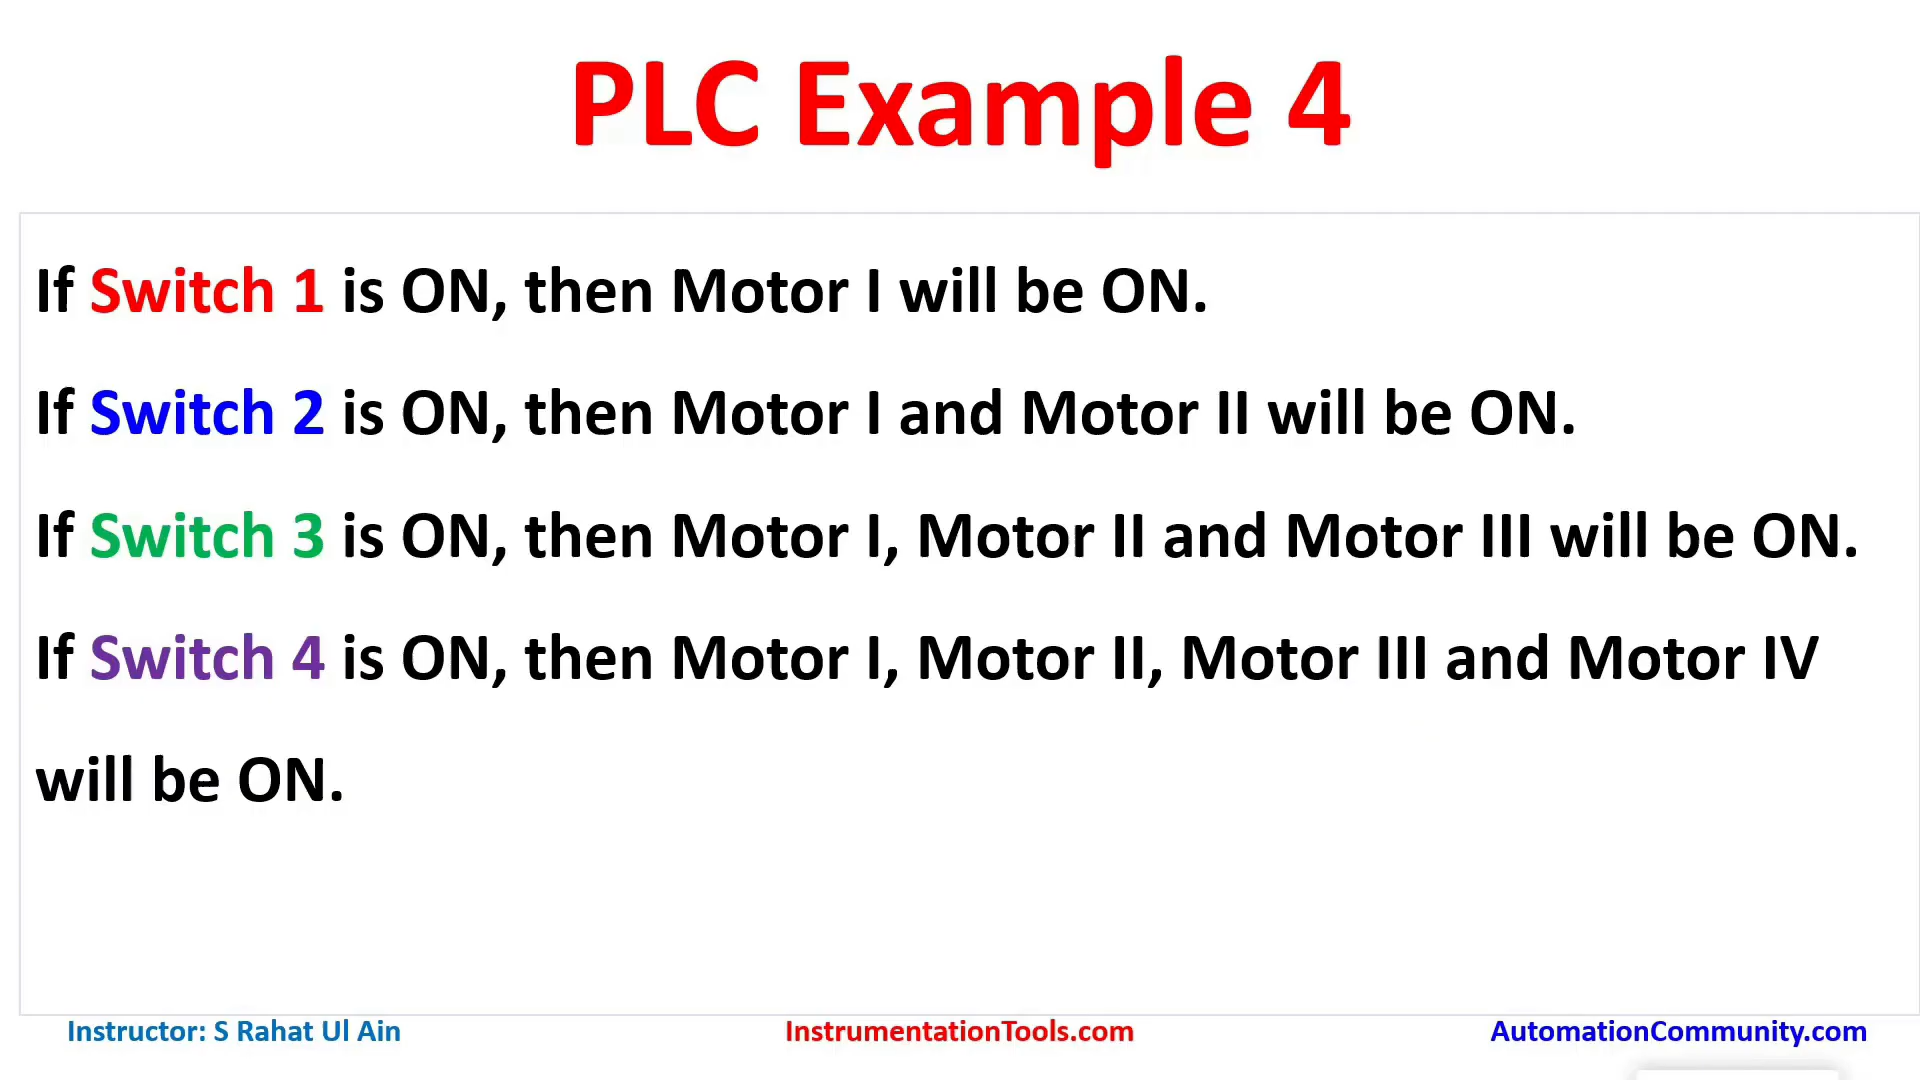 PLC Example 4
If Switch 1 is ON, then Motor I will be ON.
If Switch 2 is ON, then Motor I and Motor II will be ON.
If Switch 3 is ON, then Motor I, Motor II and Motor III will be ON.
If Switch 4 is ON, then Motor I, Motor II, Motor III and Motor IV
will be ON.
Instructor: S Rahat Ul Ain
InstrumentationTools.com
AutomationCommunity.com